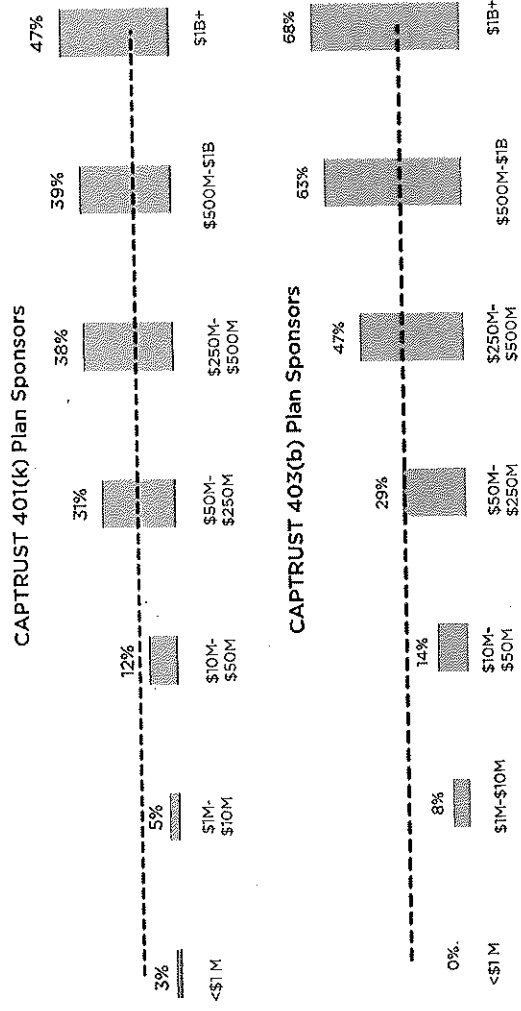 CAPTRUST 401(k) Plan Sponsors
3%
5%
12%
31%
38%
39%
47%
<$1 M
$1M-
$10M
$10M-
$50M
$50M-
$250M
$250M-
$500M
$500M-$1B
$1B+
CAPTRUST 403(b) Plan Sponsors
0%.
8%
14%
29%
47%
63%
68%
<$1 M
$1M-$10M
$10M-
$50M
$50M-
$250M
$250M-
$500M
$500M-$1B
$1B+